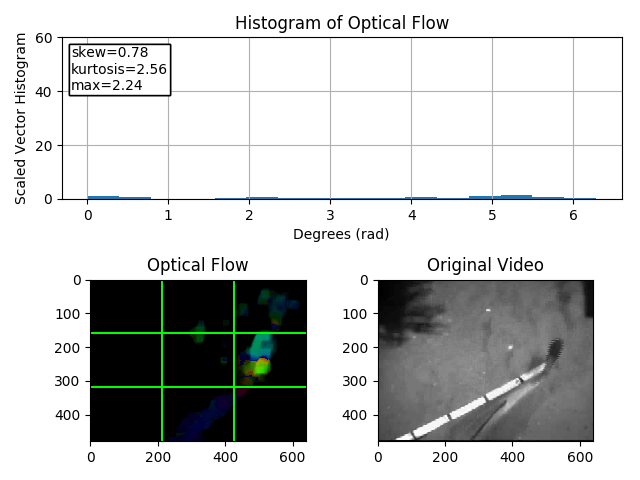 Histogram of Optical Flow
Scaled Vector Histogram
60
40
20
0
skew=0.78
kurtosis=2.56
max=2.24
0 1 2 3 4 5 6
Degrees (rad)
Optical Flow
0
100
200
300
400
0 200 400 600
Original Video
0
100
200
300
400
0 200 400 600